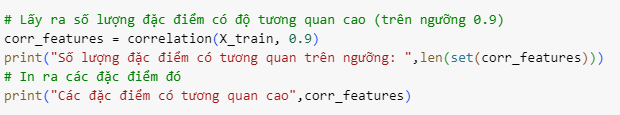 # Lấy ra số lượng đặc điểm có độ tương quan cao (trên ngưỡng 0.9)
corr_features = correlation(X_train, 0.9)
print("Số lượng đặc điểm có tương quan trên ngưỡng: ",len(set(corr_features)))
# In ra các đặc điểm đó
print("Các đặc điểm có tương quan cao",corr_features)